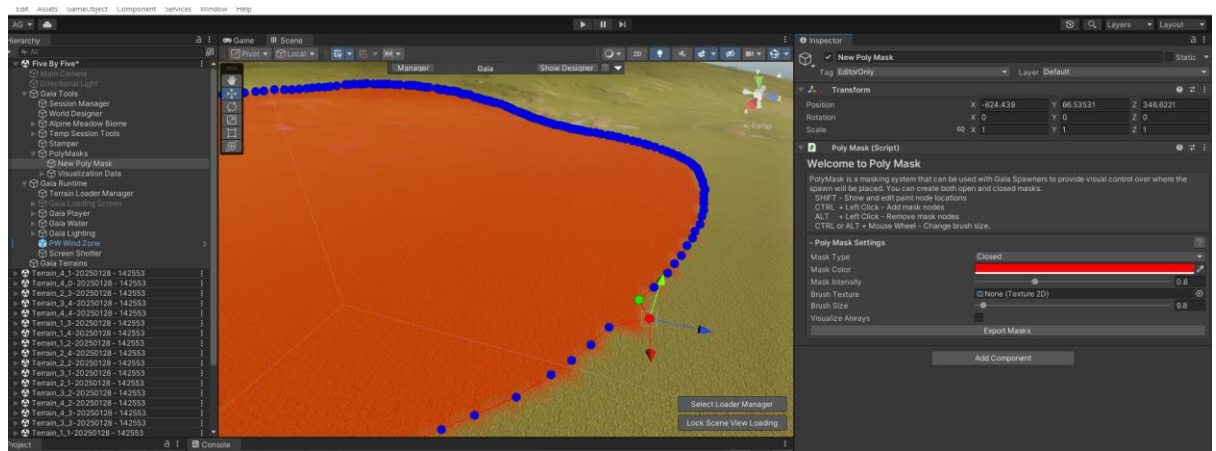 Edit Assets GameObject Component Services Window Help
AG
Layers
Layout
Hierarchy
Game
Scene
Inspector
All
Pivot
Local
2D
Five By Five*
Main Camera
Directional Light
Gaia Tools
Session Manager
World Designer
Alpine Meadow Biome
Temp Session Tools
Stamper
PolyMasks
New Poly Mask
Visualization Data
Gaia Runtime
Terrain Loader Manager
Gaia Loading Screen
Gaia Player
Gaia Water
Gaia Lighting
PW Wind Zone
Screen Shotter
Gaia Terrains
Terrain_4_1-20250128 - 142553
Terrain_4_0-20250128 - 142553
Terrain_2_3-20250128 - 142553
Terrain_3_4-20250128 - 142553
Terrain_4_4-20250128 - 142553
Terrain_1_3-20250128 - 142553
Terrain_1_4-20250128 - 142553
Terrain_1_2-20250128 - 142553
Terrain_2_4-20250128 - 142553
Terrain_2_2-20250128 - 142553
Terrain_3_1-20250128 - 142553
Terrain_2_1-20250128 - 142553
Terrain_3_2-20250128 - 142553
Terrain_4_2-20250128 - 142553
Terrain_4_3-20250128 - 142553
Terrain_3_3-20250128 - 142553
Terrain_1_1-20250128 - 142553
Project
Console
Manager
Gaia
Show Designer
Persp
Select Loader Manager
Lock Scene View Loading
New Poly Mask
Static
Tag EditorOnly
Layer Default
Transform
Position X -624.439 Y 66.53531 Z 346.6221
Rotation X 0 Y 0 Z 0
Scale X 1 Y 1 Z 1
Poly Mask (Script)
Welcome to Poly Mask
PolyMask is a masking system that can be used with Gaia Spawners to provide visual control over where the
spawn will be placed. You can create both open and closed masks.
SHIFT - Show and edit paint node locations
CTRL + Left Click - Add mask nodes
ALT + Left Click - Remove mask nodes
CTRL or ALT + Mouse Wheel - Change brush size.
- Poly Mask Settings
?
Mask Type Closed
Mask Color
Mask Intensity 0.6
Brush Texture None (Texture 2D)
Brush Size 9.8
Visualize Always
Export Masks
Add Component